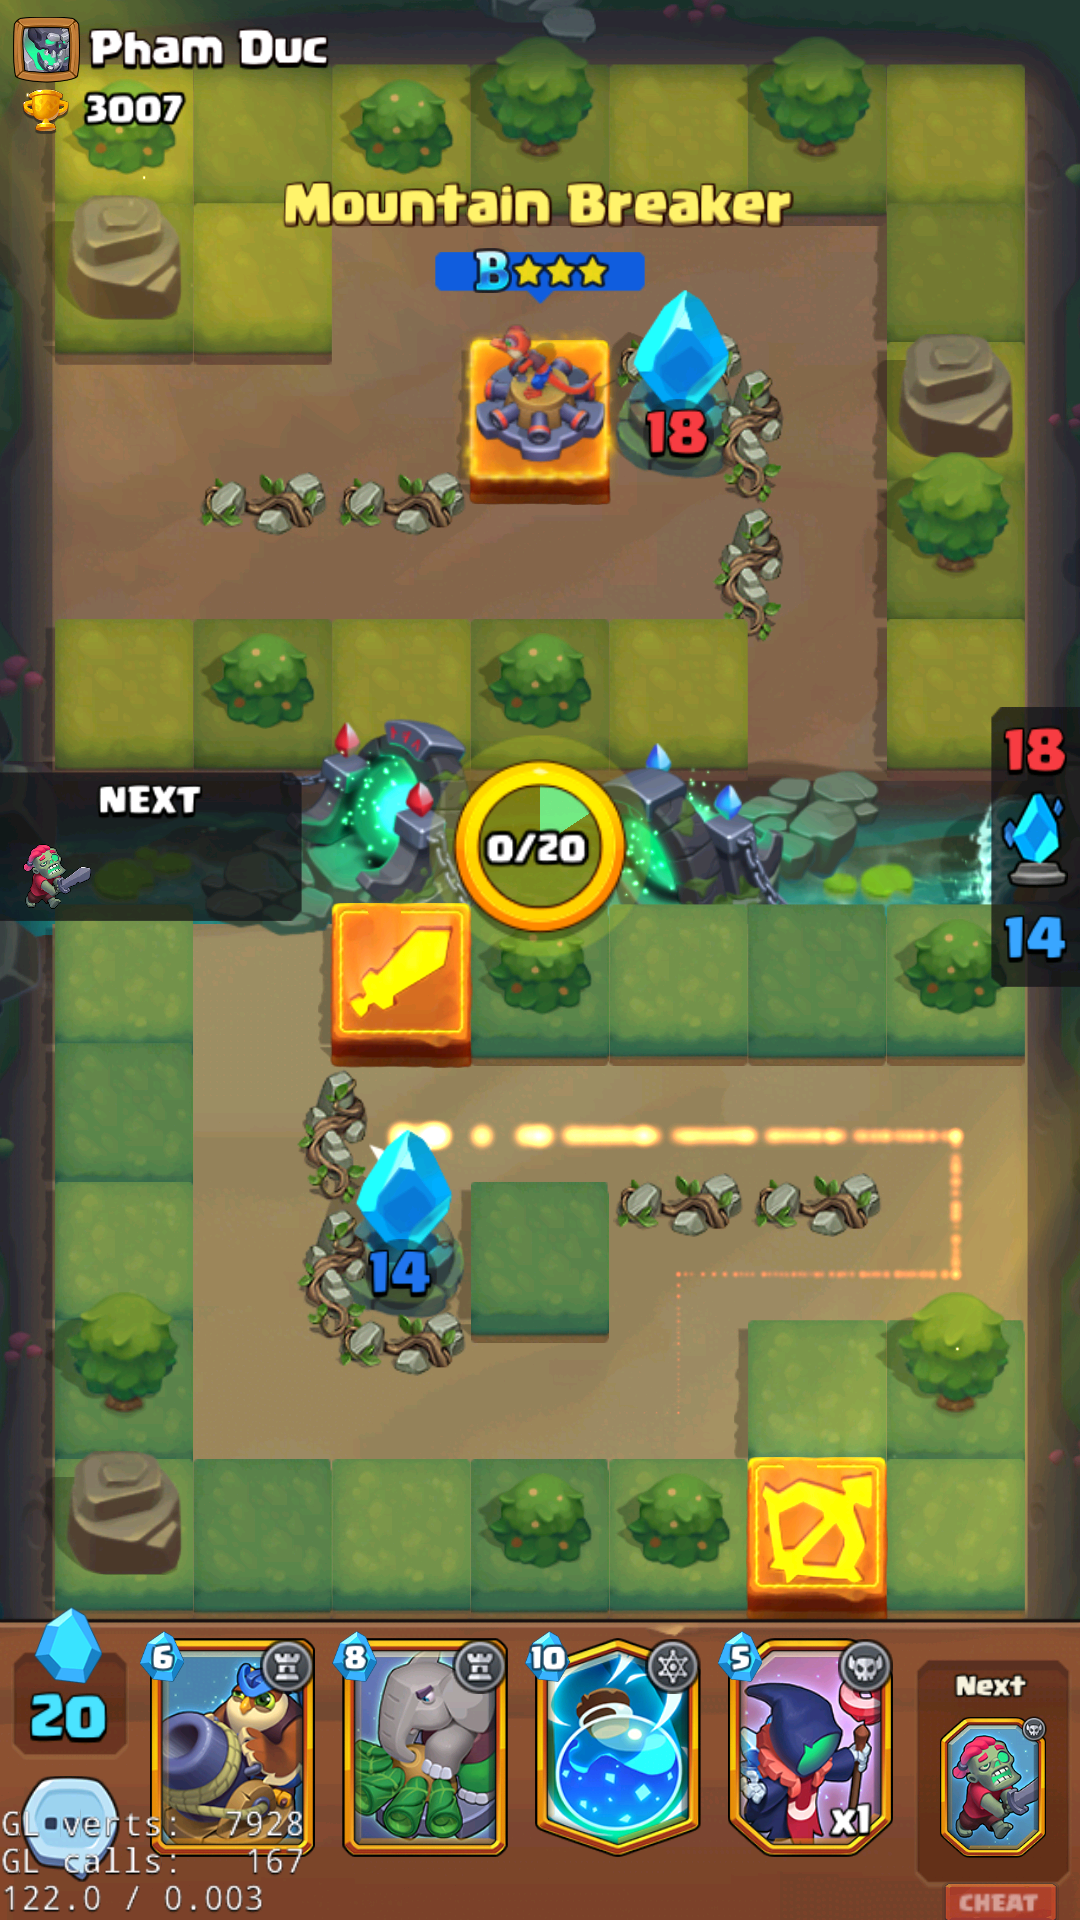 Pham Duc
3007
Mountain Breaker
B
18
18
NEXT
0/20
14
14
6
8
10
5
20
x1
Next
GL verts: 7928
GL calls: 167
122.0 / 0.003
CHEAT